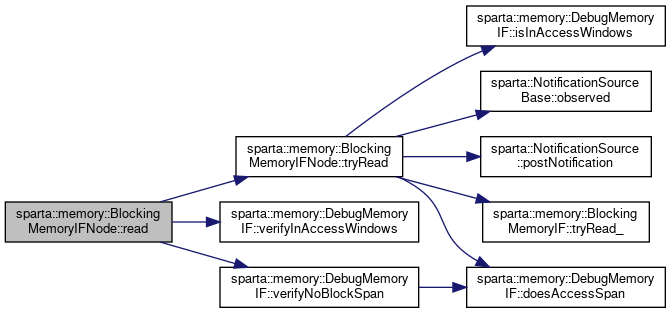 sparta::memory::DebugMemory
IF::isInAccessWindows
sparta::NotificationSource
Base::observed
sparta::memory::Blocking
MemoryIFNode::tryRead
sparta::NotificationSource
::postNotification
sparta::memory::Blocking
MemoryIFNode::read
sparta::memory::DebugMemory
IF::verifyInAccessWindows
sparta::memory::Blocking
MemoryIF::tryRead_
sparta::memory::DebugMemory
IF::verifyNoBlockSpan
sparta::memory::DebugMemory
IF::doesAccessSpan